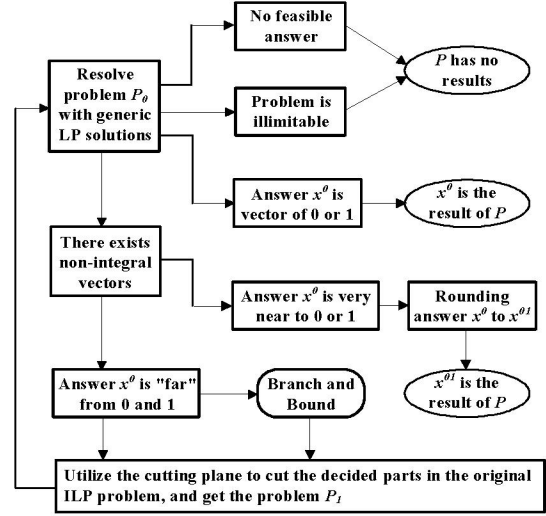 No feasible
answer
Resolve
problem P₀
with generic
LP solutions
P has no
results
Problem is
illimitable
Answer x⁰ is
vector of 0 or 1
x⁰ is the
result of P
There exists
non-integral
vectors
Answer x⁰ is very
near to 0 or 1
Rounding
answer x⁰ to x⁰¹
Answer x⁰ is "far"
from 0 and 1
Branch and
Bound
x⁰¹ is the
result of P
Utilize the cutting plane to cut the decided parts in the original
ILP problem, and get the problem P₁